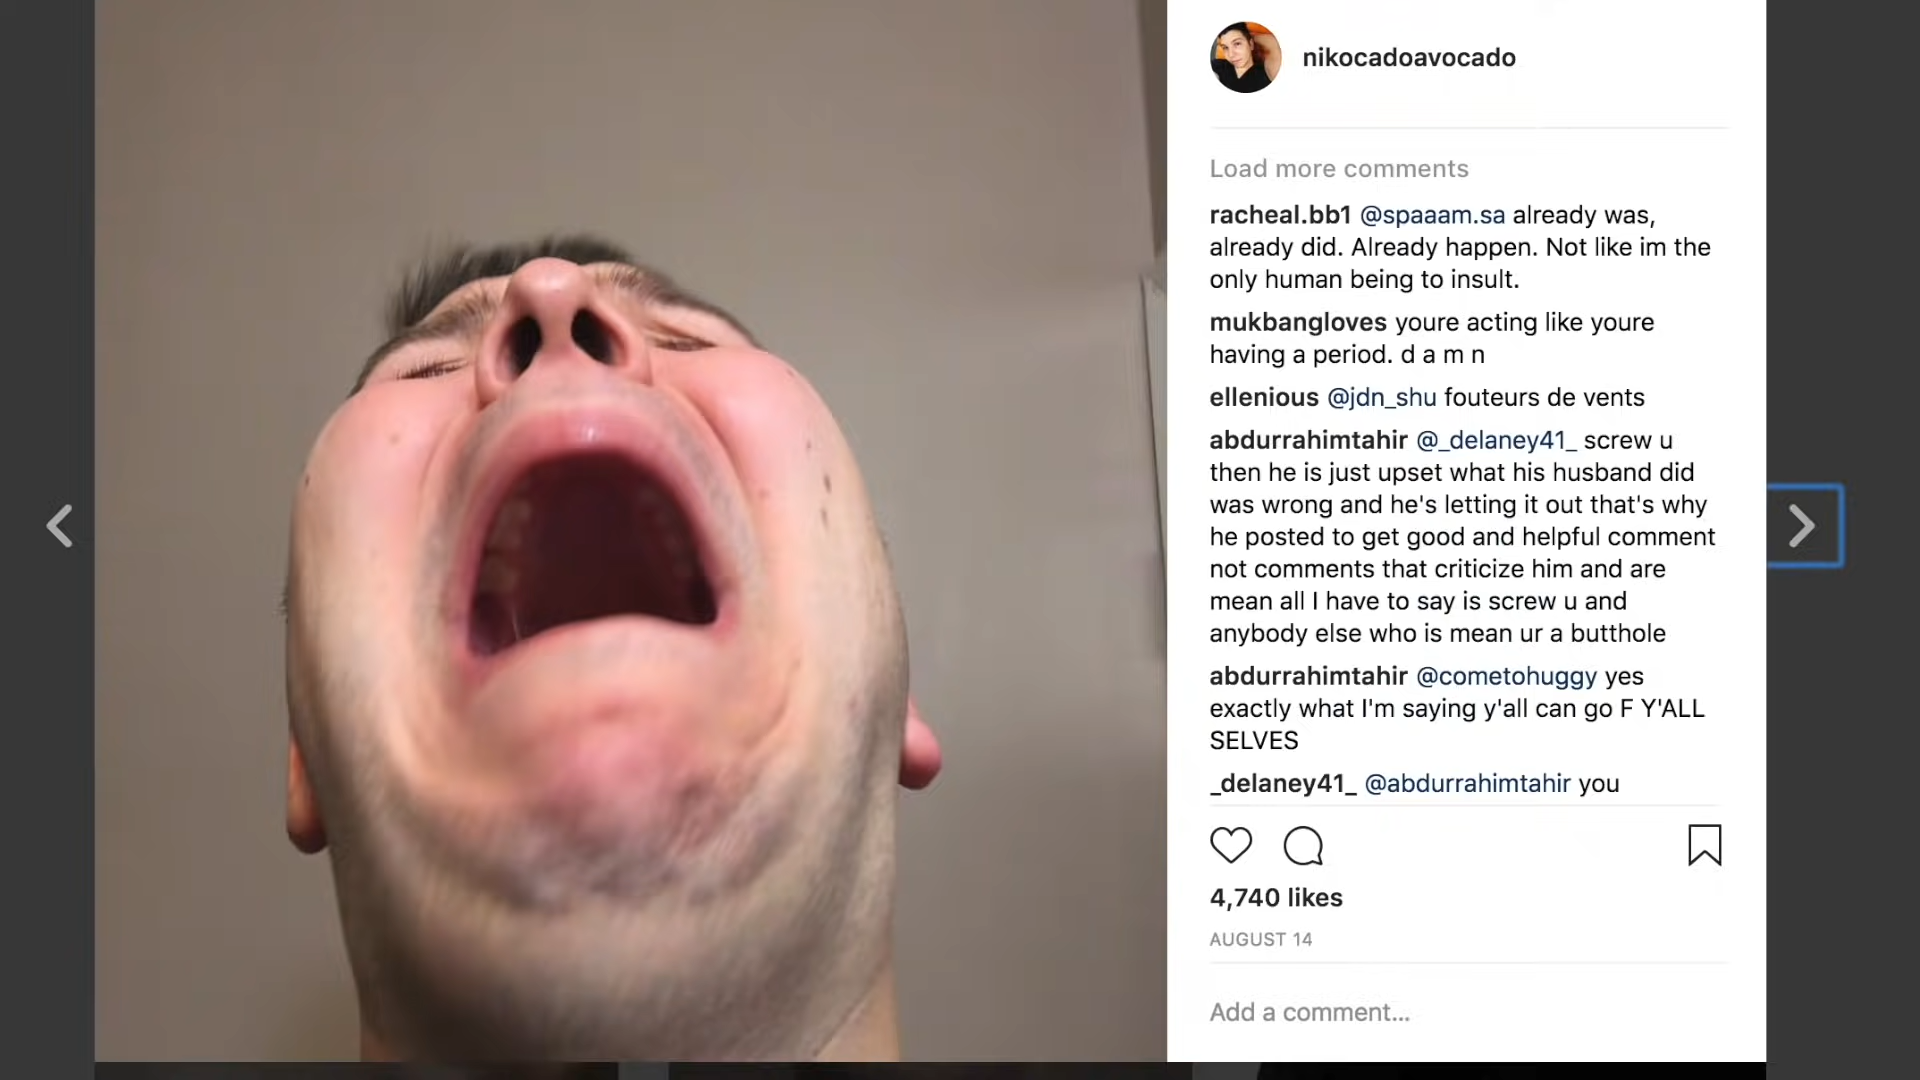 nikocadoavocado
Load more comments
racheal.bb1 @spaaam.sa already was,
already did. Already happen. Not like im the
only human being to insult.
mukbangloves youre acting like youre
having a period. d a m n
ellenious @jdn_shu fouteurs de vents
abdurrahimtahir @_delaney41_ screw u
then he is just upset what his husband did
was wrong and he's letting it out that's why
he posted to get good and helpful comment
not comments that criticize him and are
mean all I have to say is screw u and
anybody else who is mean ur a butthole
abdurrahimtahir @cometohuggy yes
exactly what I'm saying y'all can go F Y'ALL
SELVES
_delaney41_ @abdurrahimtahir you
4,740 likes
AUGUST 14
Add a comment...